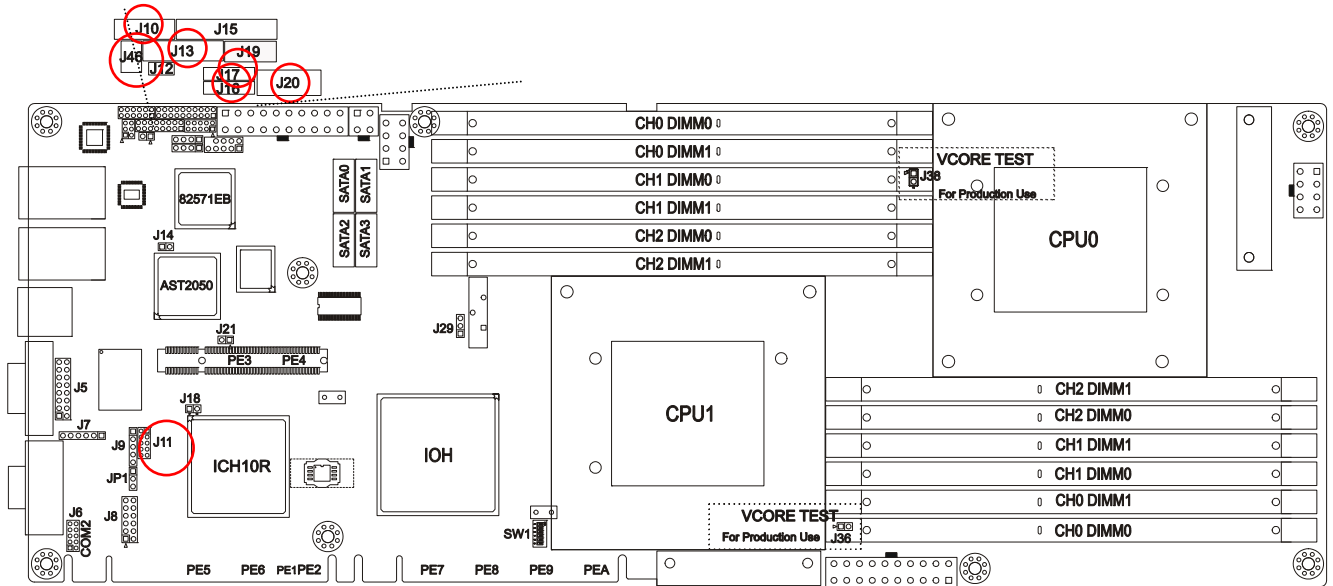 J10
J15
J46
J13
J19
J12
J17
J16
J20
CH0 DIMM0
CH0 DIMM1
CH1 DIMM0
CH1 DIMM1
CH2 DIMM0
CH2 DIMM1
VCORE TEST
J38
For Production Use
CPU0
82571EB
SATA0
SATA1
SATA2
SATA3
J14
AST2050
J21
J29
PE3
PE4
J5
J7
J9
J11
J18
JP1
J8
J6
COM2
ICH10R
IOH
CPU1
CH2 DIMM1
CH2 DIMM0
CH1 DIMM1
CH1 DIMM0
CH0 DIMM1
CH0 DIMM0
SW1
VCORE TEST
For Production Use
J36
PE5
PE6
PE1
PE2
PE7
PE8
PE9
PEA